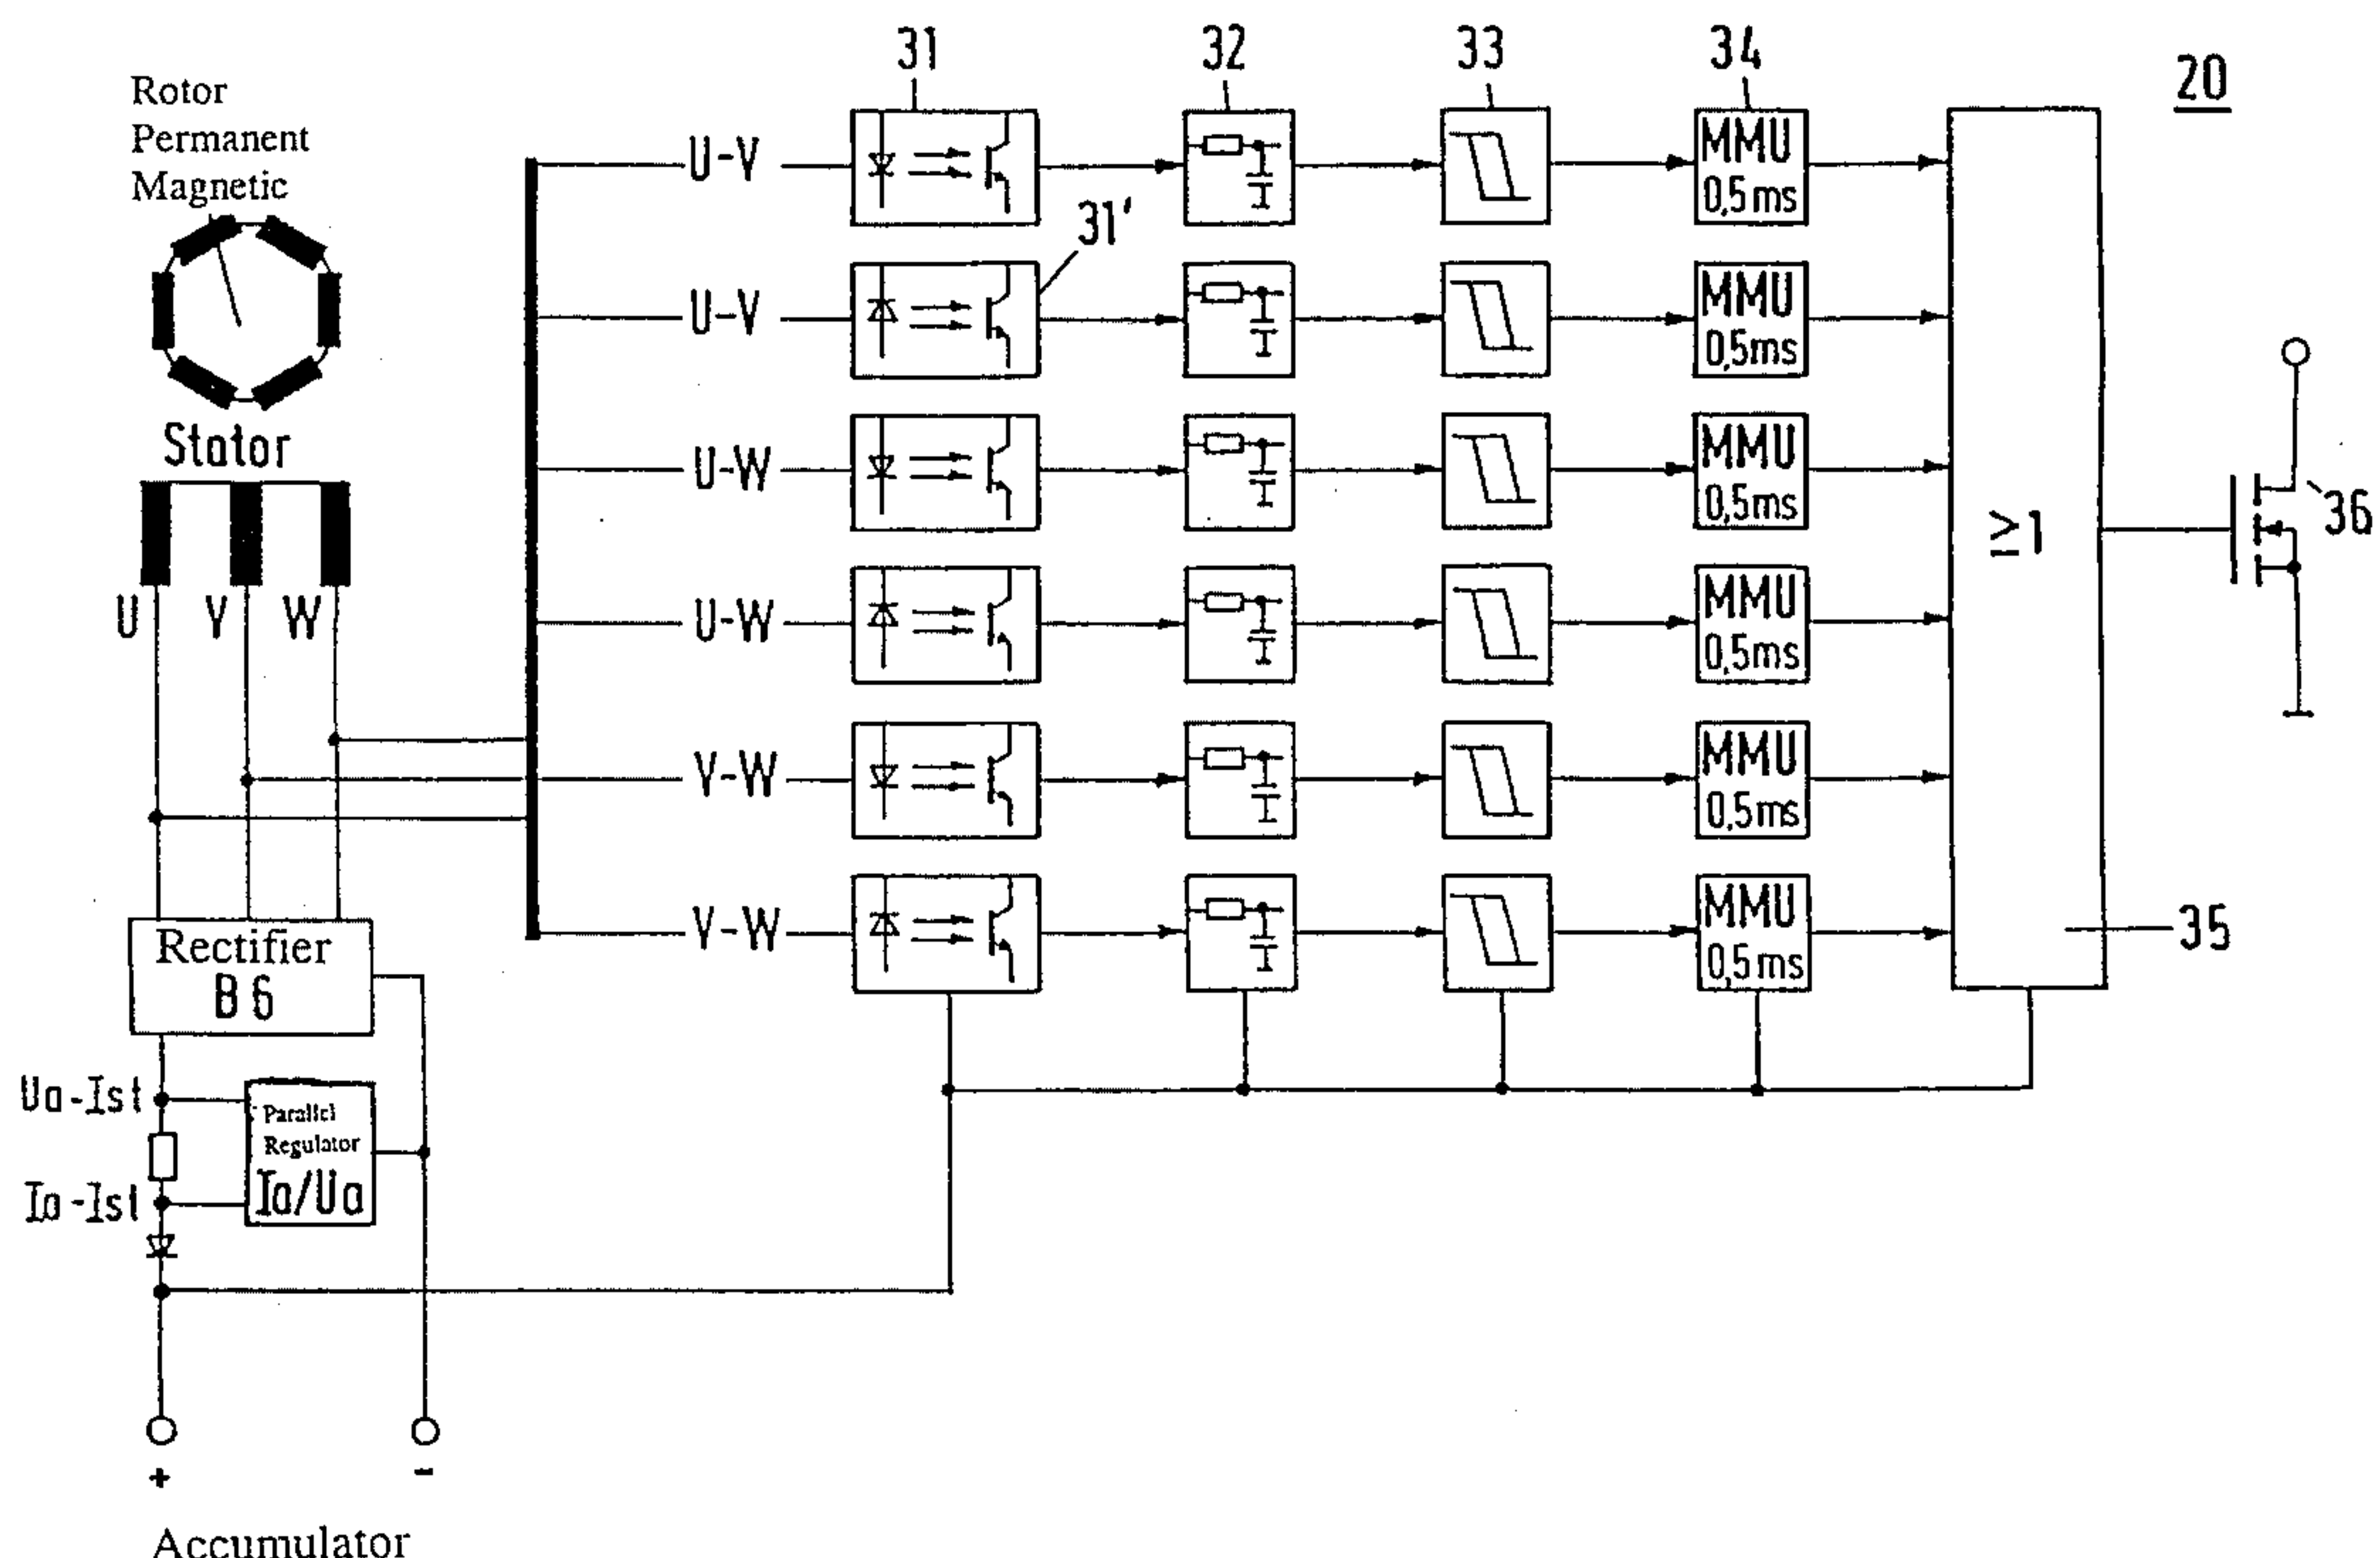 31
32
33
34
20
Rotor
Permanent
Magnetic
U-V
MMU
0,5ms
31'
U-V
MMU
0,5ms
Stator
U-W
MMU
0,5ms
≥1
36
U
V
W
U-W
MMU
0,5ms
V-W
MMU
0,5ms
V-W
MMU
0,5ms
35
Rectifier
B6
Ua-Ist
Parallel
Regulator
Ia/Ua
Ia-Ist
+
-
Accumulator